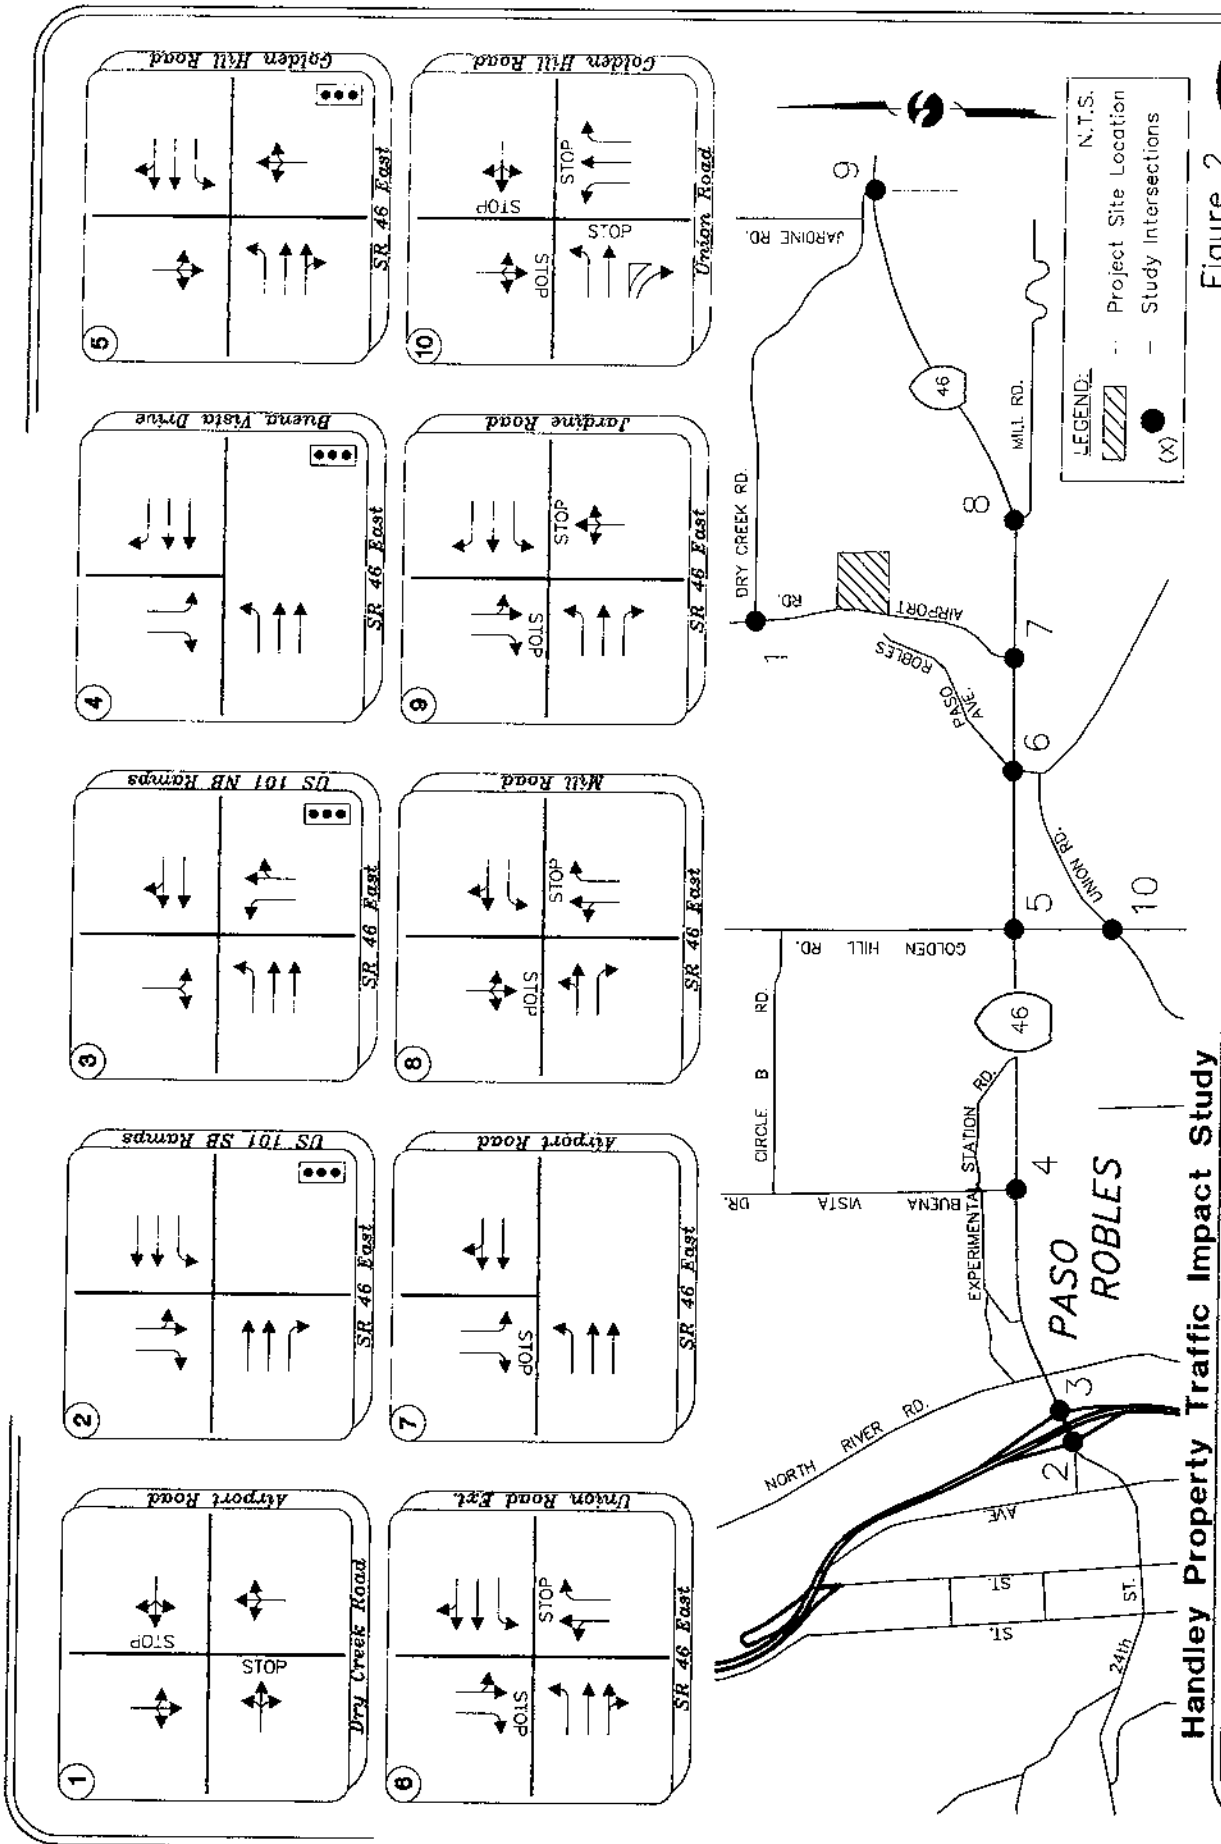 1
Airport Road
STOP
STOP
Dry Creek Road
2
US 101 SB Ramps
SR 46 East
3
US 101 NB Ramps
SR 46 East
4
Buena Vista Drive
SR 46 East
5
Golden Hill Road
SR 46 East
6
Union Road Ext.
STOP
STOP
SR 46 East
7
Airport Road
STOP
SR 46 East
8
Mill Road
STOP
STOP
SR 46 East
9
Jardine Road
STOP
STOP
SR 46 East
10
Golden Hill Road
STOP
STOP
STOP
STOP
Union Road
NORTH RIVER RD.
AVE.
ST.
ST.
24th ST.
2
3
PASO
ROBLES
EXPERIMENTAL STATION RD.
BUENA VISTA DR.
4
CIRCLE B RD.
46
GOLDEN HILL RD.
5
10
UNION RD.
6
PASO ROBLES
AVE.
7
AIRPORT RD.
1
DRY CREEK RD.
8
MILL RD.
46
JARDINE RD.
9
LEGEND:
N.T.S.
-- Project Site Location
(X)
– Study Intersections
Handley Property Traffic Impact Study
Figure 2